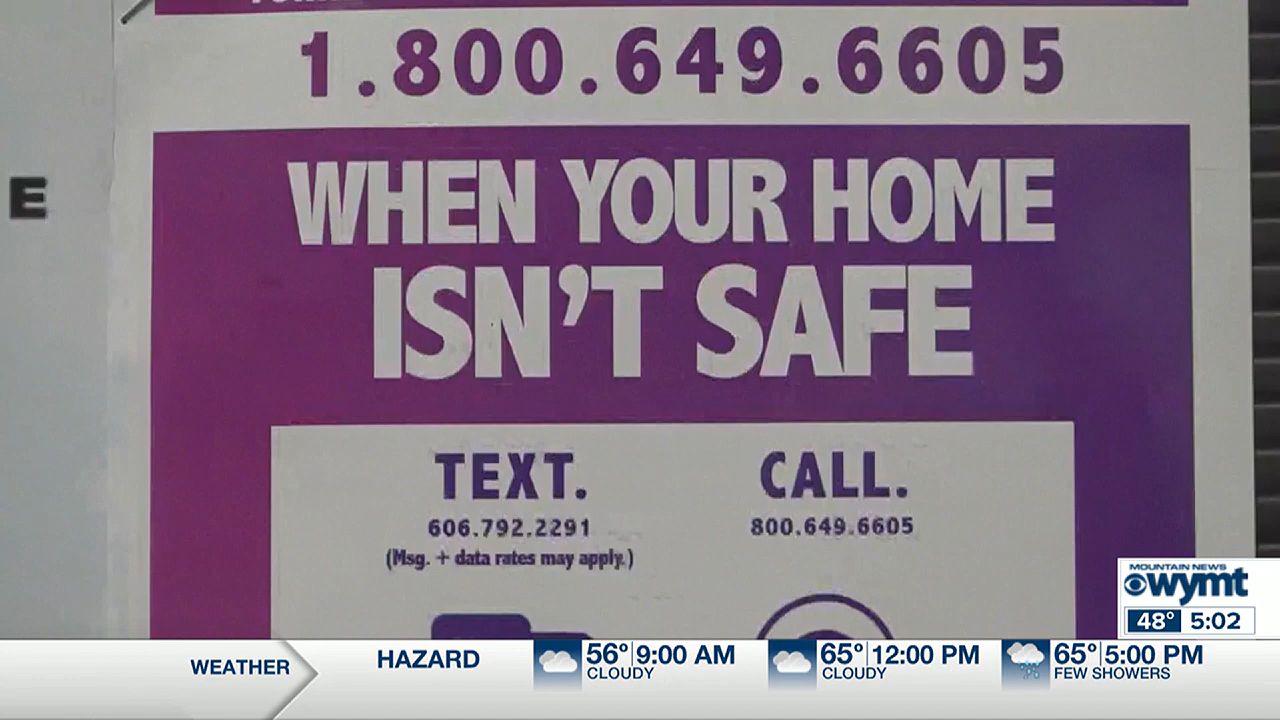 1.800.649.6605
WHEN YOUR HOME
ISN'T SAFE
E
TEXT.
606.792.2291
(Msg. + data rates may apply.)
CALL.
800.649.6605
MOUNTAIN NEWS
wymt
48° 5:02
WEATHER
HAZARD
56° 9:00 AM
CLOUDY
65° 12:00 PM
CLOUDY
65° 5:00 PM
FEW SHOWERS